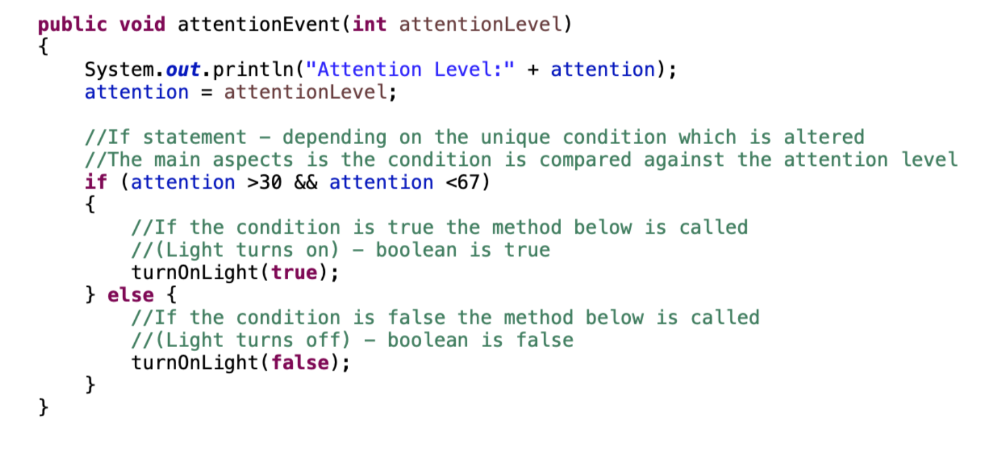 public void attentionEvent(int attentionLevel)
{
System.out.println("Attention Level:" + attention);
attention = attentionLevel;
//If statement – depending on the unique condition which is altered
//The main aspects is the condition is compared against the attention level
if (attention >30 && attention <67)
{
//If the condition is true the method below is called
//(Light turns on) – boolean is true
turnOnLight(true);
} else {
//If the condition is false the method below is called
//(Light turns off) – boolean is false
turnOnLight(false);
}
}